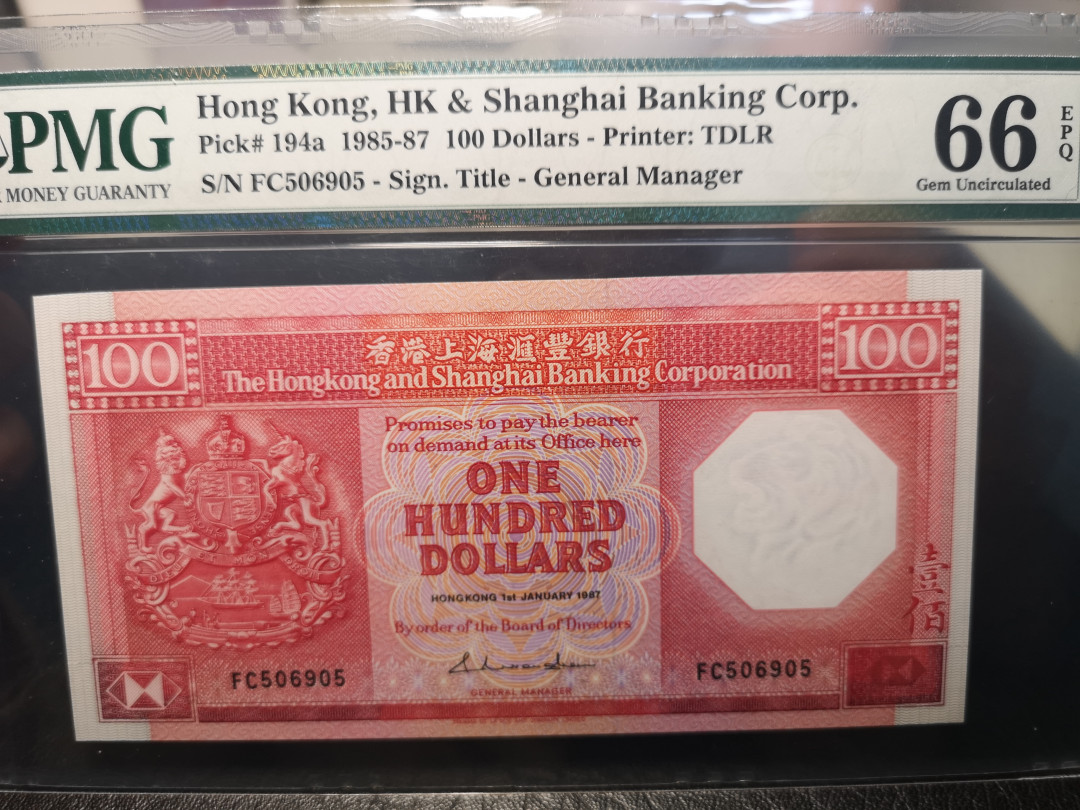 PMG
MONEY GUARANTY
Hong Kong, HK & Shanghai Banking Corp.
Pick# 194a 1985-87 100 Dollars - Printer: TDLR
S/N FC506905 - Sign. Title - General Manager
66 EPQ
Gem Uncirculated
100
香港上海滙豐銀行
100
The Hongkong and Shanghai Banking Corporation
Promises to pay the bearer
on demand at its Office here
ONE
HUNDRED
DOLLARS
HONGKONG 1st JANUARY 1987
By order of the Board of Directors
壹佰
FC506905
GENERAL MANAGER
FC506905